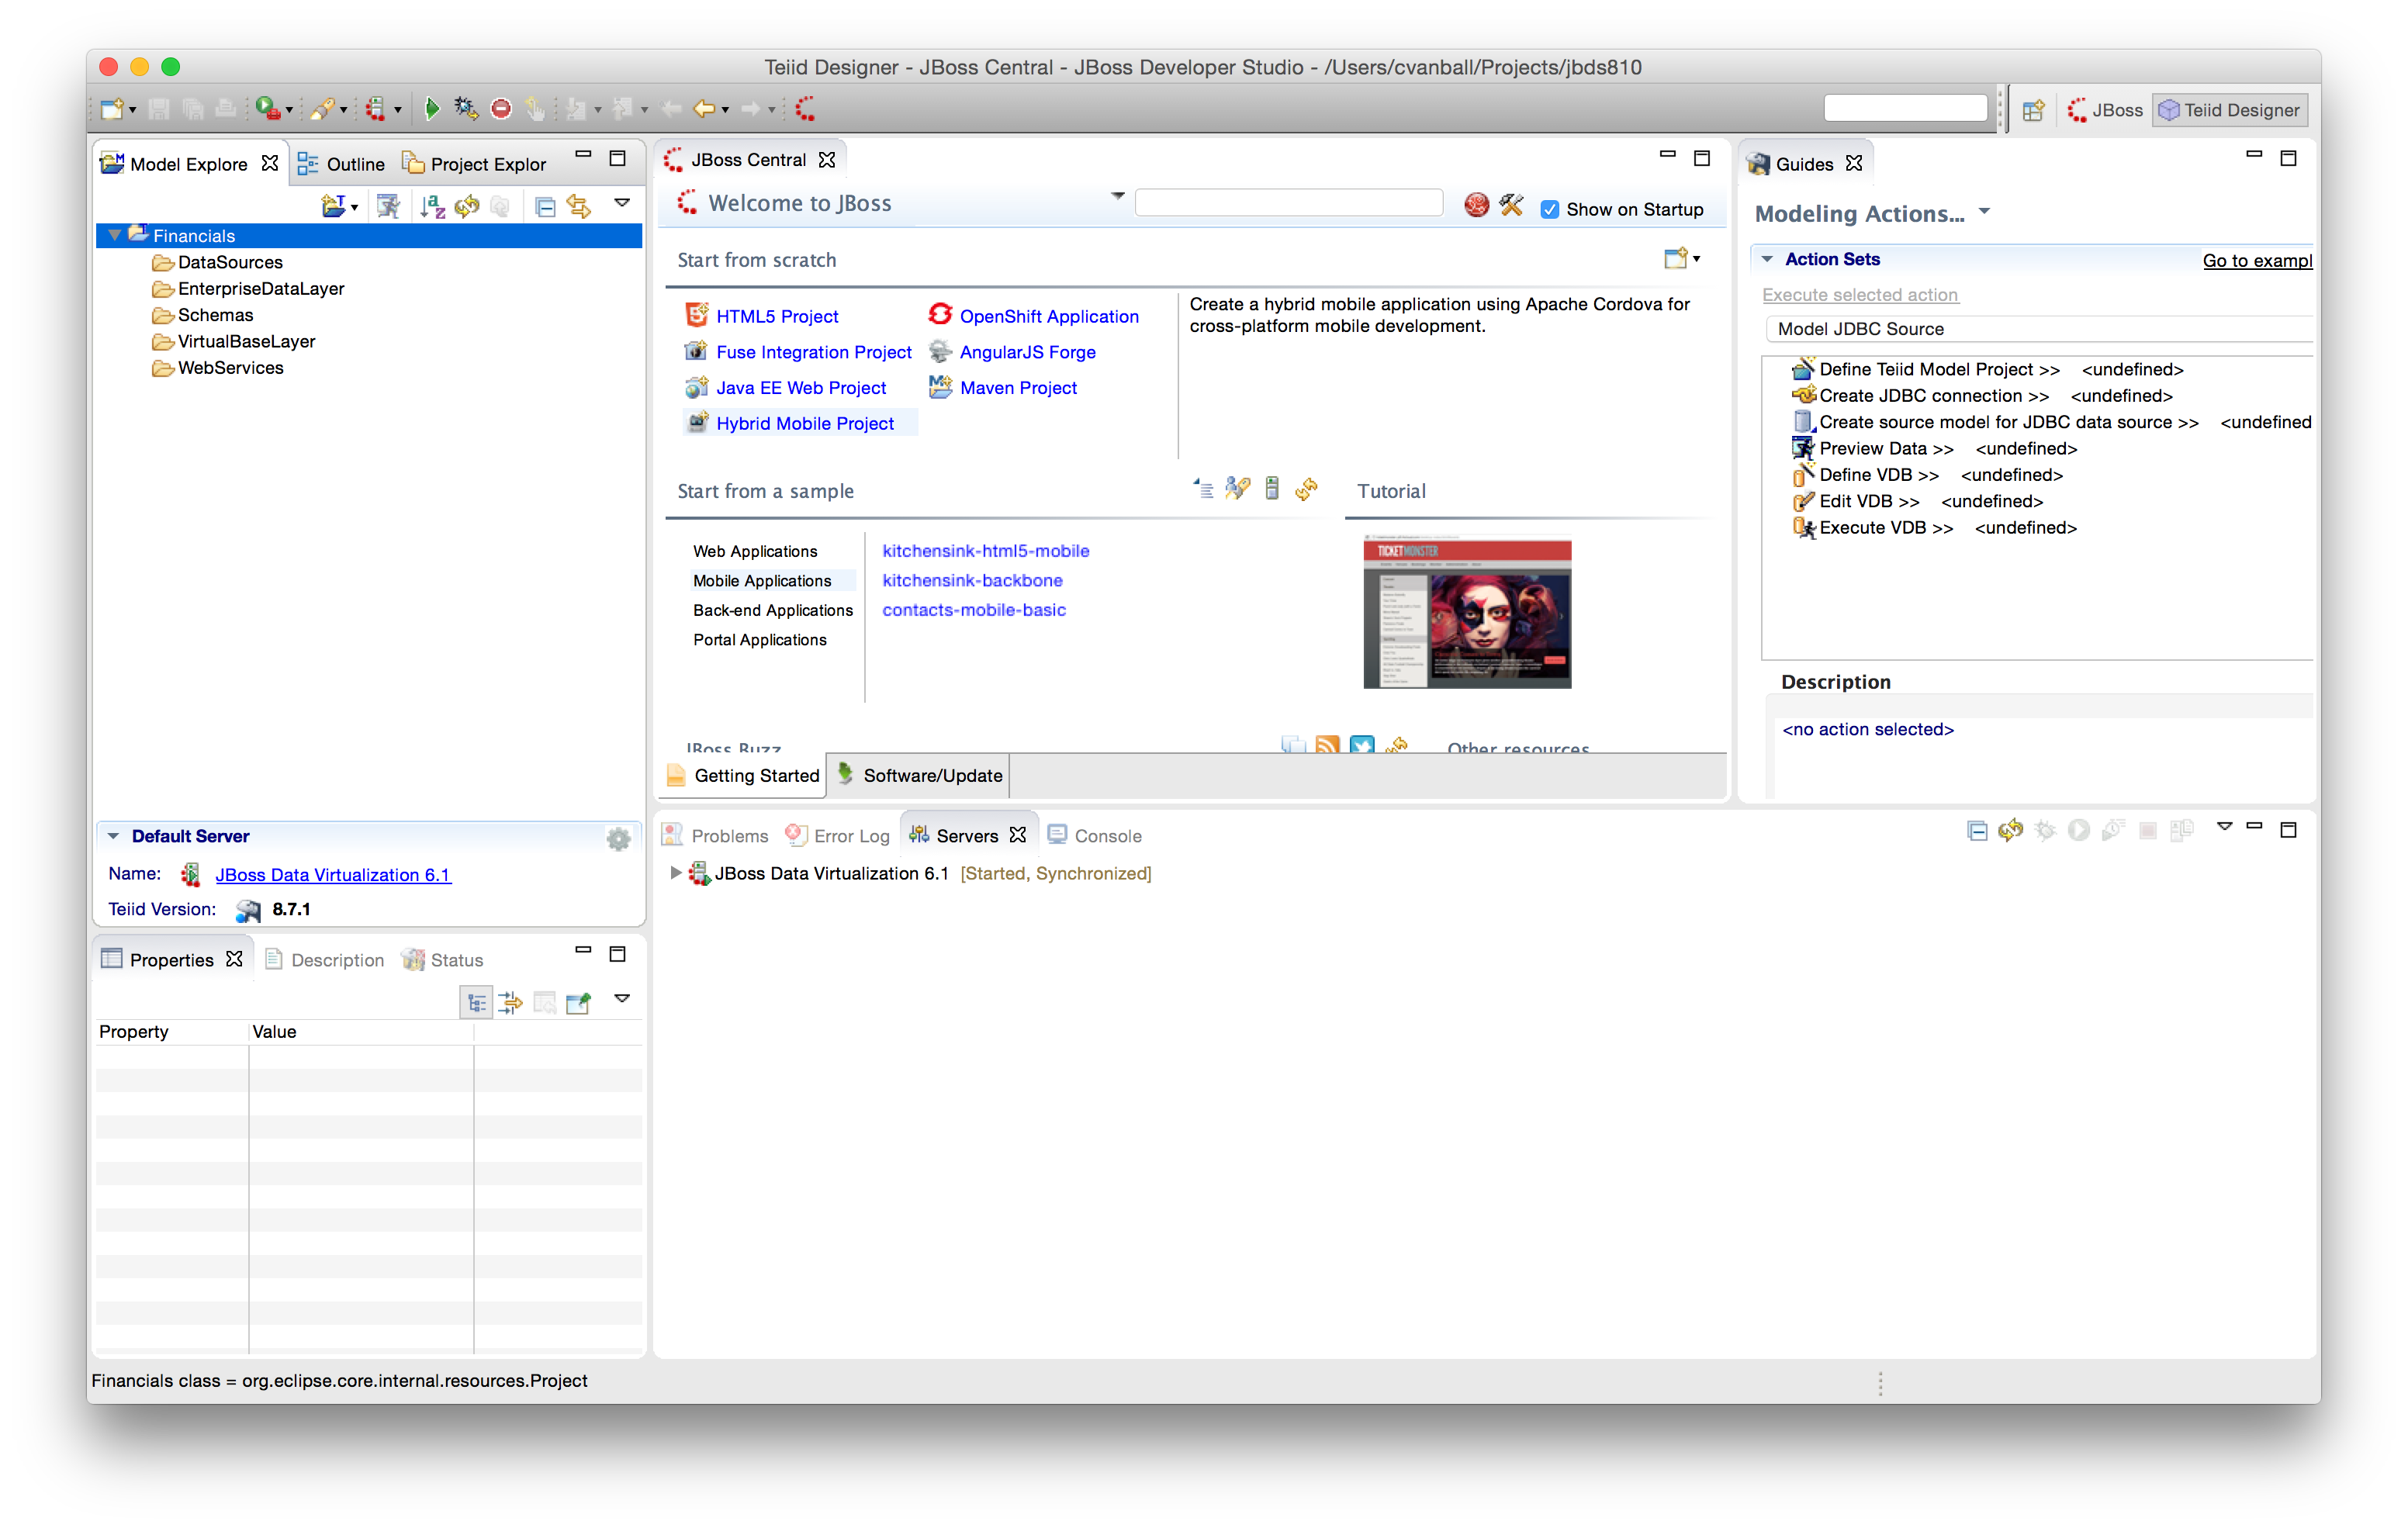 Teiid Designer - JBoss Central - JBoss Developer Studio - /Users/cvanball/Projects/jbds810
JBoss
Teiid Designer
Model Explore
Outline
Project Explor
Financials
DataSources
EnterpriseDataLayer
Schemas
VirtualBaseLayer
WebServices
Default Server
Name: JBoss Data Virtualization 6.1
Teiid Version: 8.7.1
Properties
Description
Status
Property Value
JBoss Central
Welcome to JBoss
Show on Startup
Start from scratch
HTML5 Project
OpenShift Application
Fuse Integration Project
AngularJS Forge
Java EE Web Project
Maven Project
Hybrid Mobile Project
Create a hybrid mobile application using Apache Cordova for
cross-platform mobile development.
Start from a sample
Tutorial
Web Applications
Mobile Applications
Back-end Applications
Portal Applications
kitchensink-html5-mobile
kitchensink-backbone
contacts-mobile-basic
TICKETMONSTER
JBoss Buzz
Other resources
Getting Started
Software/Update
Guides
Modeling Actions...
Action Sets
Go to exampl
Execute selected action
Model JDBC Source
Define Teiid Model Project >> <undefined>
Create JDBC connection >> <undefined>
Create source model for JDBC data source >> <undefined
Preview Data >> <undefined>
Define VDB >> <undefined>
Edit VDB >> <undefined>
Execute VDB >> <undefined>
Description
<no action selected>
Problems
Error Log
Servers
Console
JBoss Data Virtualization 6.1 [Started, Synchronized]
Financials class = org.eclipse.core.internal.resources.Project